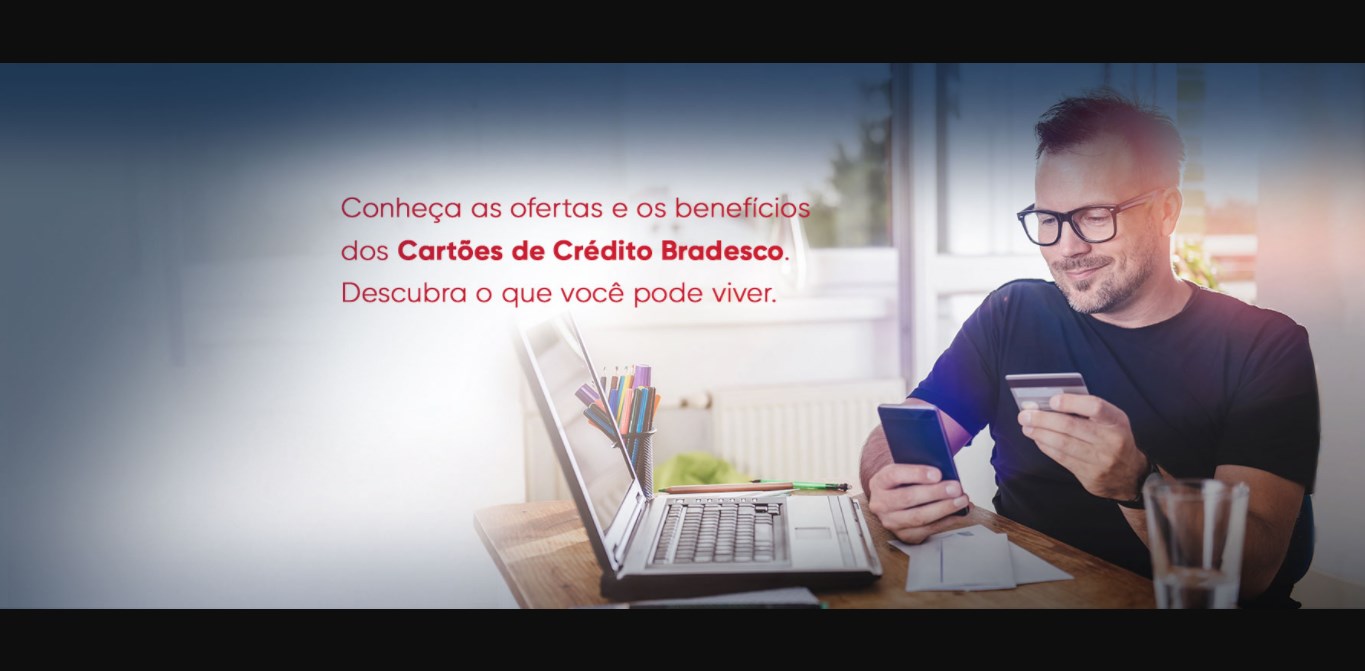 Conheça as ofertas e os benefícios
dos Cartões de Crédito Bradesco.
Descubra o que você pode viver.